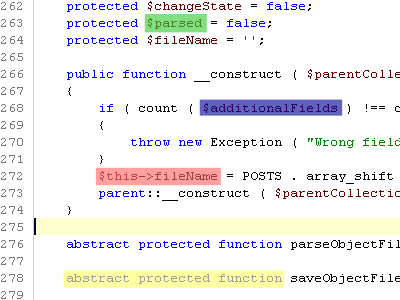 262 protected $changeState = false;
263 protected $parsed = false;
264 protected $fileName = '';
265
266 public function __construct ( $parentColle
267 {
268 if ( count ( $additionalFields ) !== c
269 {
270 throw new Exception ( "Wrong field
271 }
272 $this->fileName = POSTS . array_shift
273 parent::__construct ( $parentCollectio
274 }
275
276 abstract protected function parseObjectFil
277
278 abstract protected function saveObjectFile
279